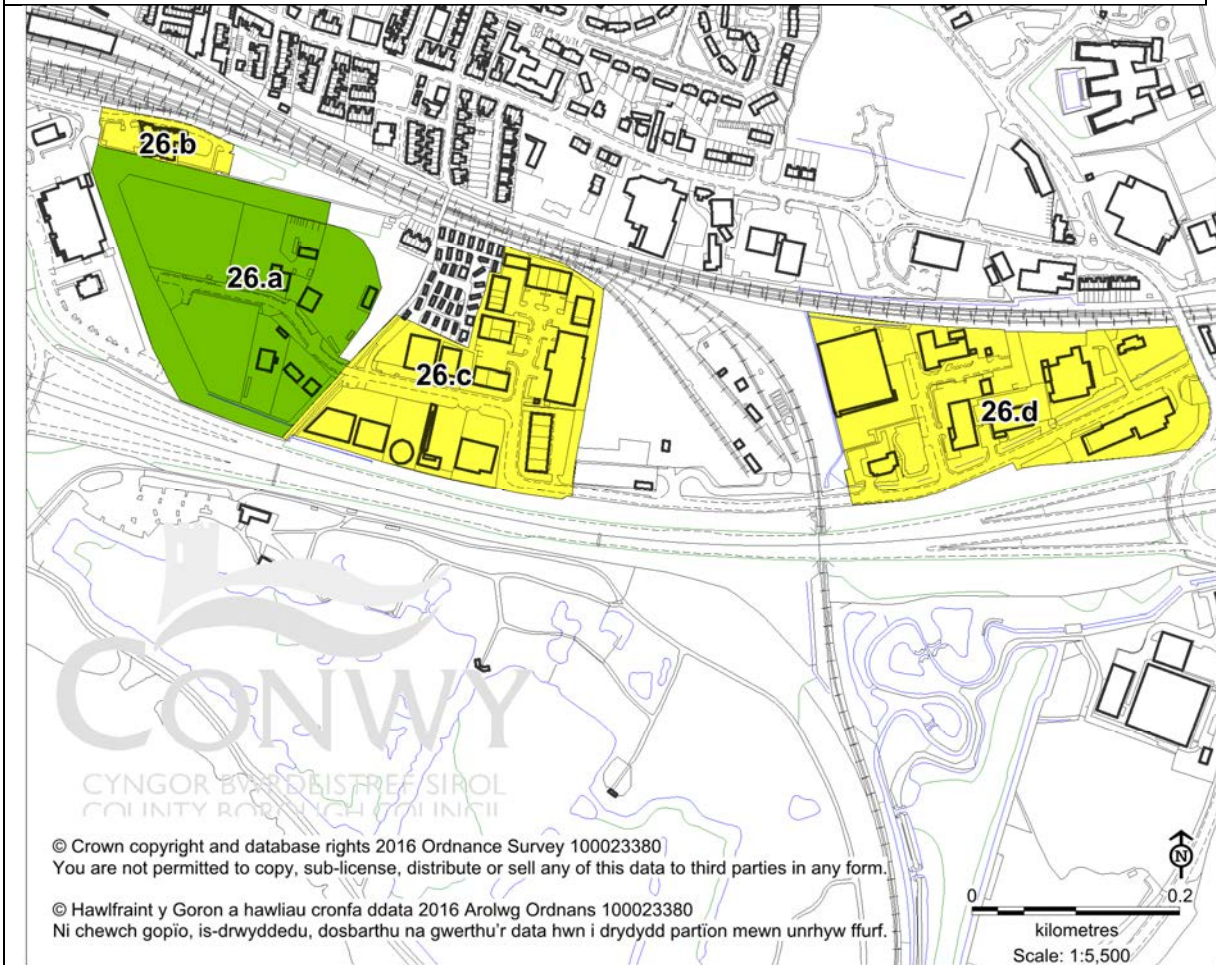 26.b
26.a
26.c
26.d
CONWY
CYNGOR BWRDEISTREF SIROL
COUNTY BOROUGH COUNCIL
© Crown copyright and database rights 2016 Ordnance Survey 100023380
You are not permitted to copy, sub-license, distribute or sell any of this data to third parties in any form.
© Hawlfraint y Goron a hawliau cronfa ddata 2016 Arolwg Ordnans 100023380
Ni chewch gopïo, is-drwyddedu, dosbarthu na gwerthu'r data hwn i drydydd partïon mewn unrhyw ffurf.
N
0 0.2
kilometres
Scale: 1:5,500